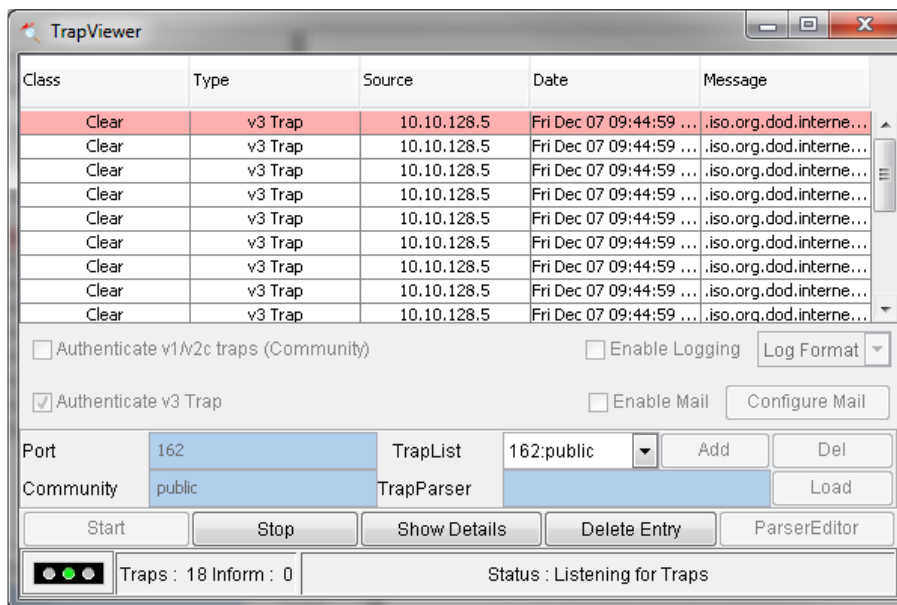 TrapViewer
Class Type Source Date Message
Clear v3 Trap 10.10.128.5 Fri Dec 07 09:44:59 ... .iso.org.dod.interne...
Clear v3 Trap 10.10.128.5 Fri Dec 07 09:44:59 ... .iso.org.dod.interne...
Clear v3 Trap 10.10.128.5 Fri Dec 07 09:44:59 ... .iso.org.dod.interne...
Clear v3 Trap 10.10.128.5 Fri Dec 07 09:44:59 ... .iso.org.dod.interne...
Clear v3 Trap 10.10.128.5 Fri Dec 07 09:44:59 ... .iso.org.dod.interne...
Clear v3 Trap 10.10.128.5 Fri Dec 07 09:44:59 ... .iso.org.dod.interne...
Clear v3 Trap 10.10.128.5 Fri Dec 07 09:44:59 ... .iso.org.dod.interne...
Clear v3 Trap 10.10.128.5 Fri Dec 07 09:44:59 ... .iso.org.dod.interne...
Clear v3 Trap 10.10.128.5 Fri Dec 07 09:44:59 ... .iso.org.dod.interne...
Authenticate v1/v2c traps (Community) Enable Logging Log Format
Authenticate v3 Trap Enable Mail Configure Mail
Port 162 TrapList 162:public Add Del
Community public TrapParser Load
Start Stop Show Details Delete Entry ParserEditor
Traps : 18 Inform : 0 Status : Listening for Traps